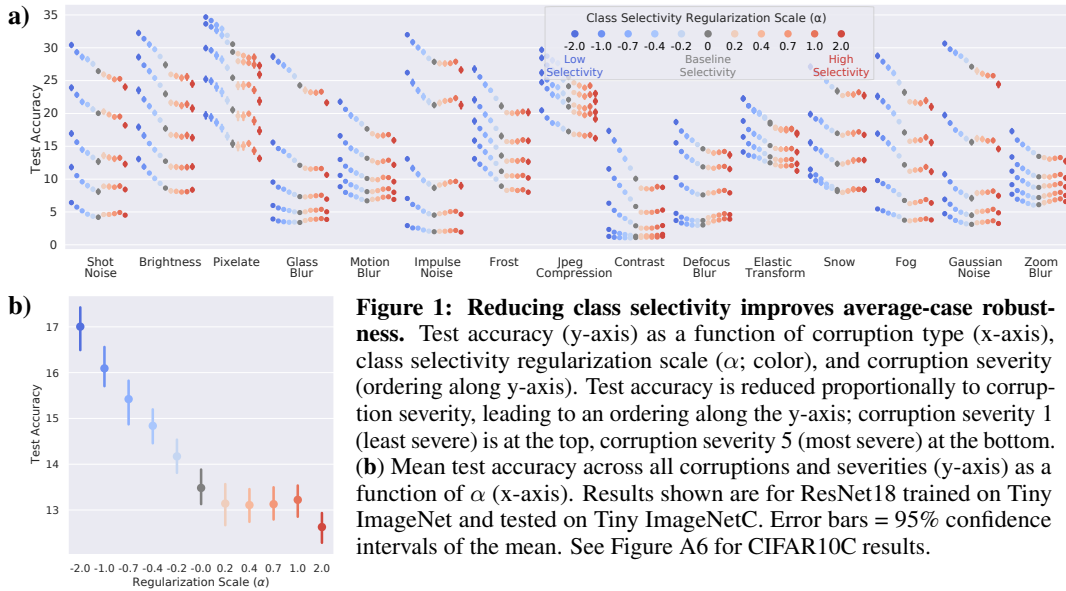 a)
35
30
25
20
15
10
5
0
Test Accuracy
Class Selectivity Regularization Scale (α)
-2.0 -1.0 -0.7 -0.4 -0.2 0 0.2 0.4 0.7 1.0 2.0
Low Selectivity
Baseline Selectivity
High Selectivity
Shot Noise
Brightness
Pixelate
Glass Blur
Motion Blur
Impulse Noise
Frost
Jpeg Compression
Contrast
Defocus Blur
Elastic Transform
Snow
Fog
Gaussian Noise
Zoom Blur
b)
17
16
15
14
13
Test Accuracy
-2.0 -1.0 -0.7 -0.4 -0.2 -0.0 0.2 0.4 0.7 1.0 2.0
Regularization Scale (α)
Figure 1: Reducing class selectivity improves average-case robust-
ness. Test accuracy (y-axis) as a function of corruption type (x-axis),
class selectivity regularization scale (α; color), and corruption severity
(ordering along y-axis). Test accuracy is reduced proportionally to corrup-
tion severity, leading to an ordering along the y-axis; corruption severity 1
(least severe) is at the top, corruption severity 5 (most severe) at the bottom.
(b) Mean test accuracy across all corruptions and severities (y-axis) as a
function of α (x-axis). Results shown are for ResNet18 trained on Tiny
ImageNet and tested on Tiny ImageNetC. Error bars = 95% confidence
intervals of the mean. See Figure A6 for CIFAR10C results.